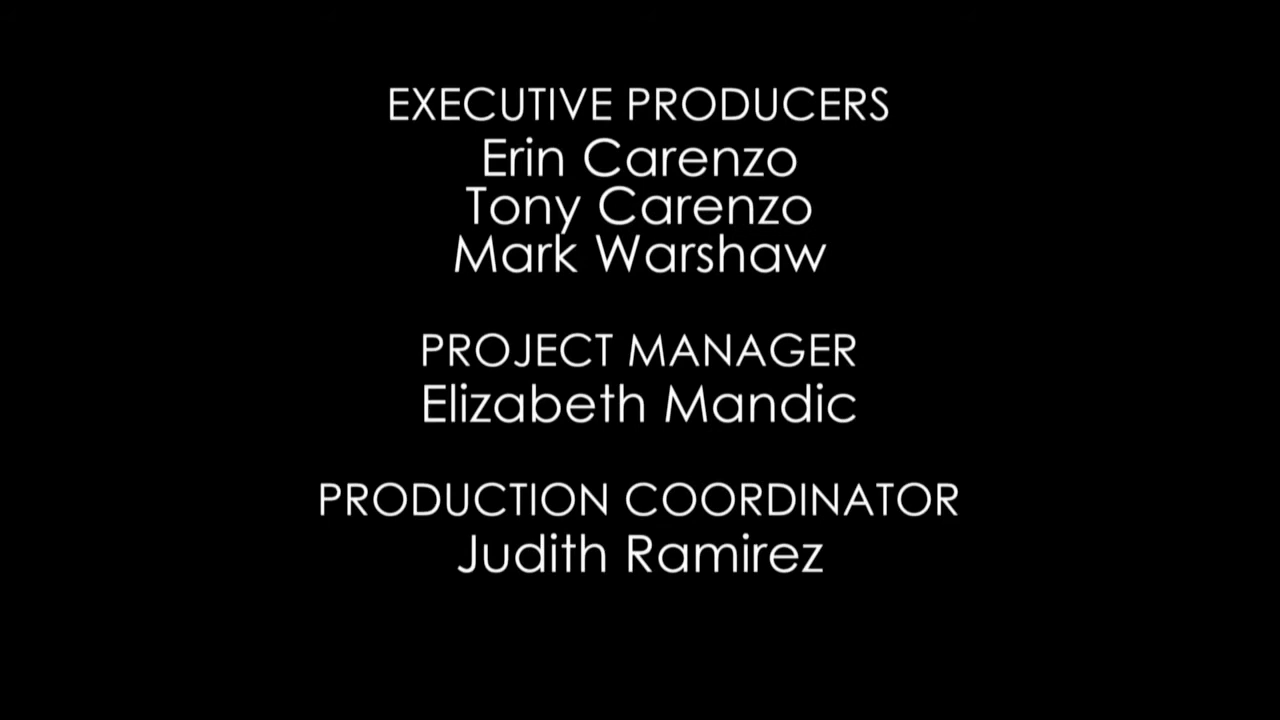 EXECUTIVE PRODUCERS
Erin Carenzo
Tony Carenzo
Mark Warshaw
PROJECT MANAGER
Elizabeth Mandic
PRODUCTION COORDINATOR
Judith Ramirez